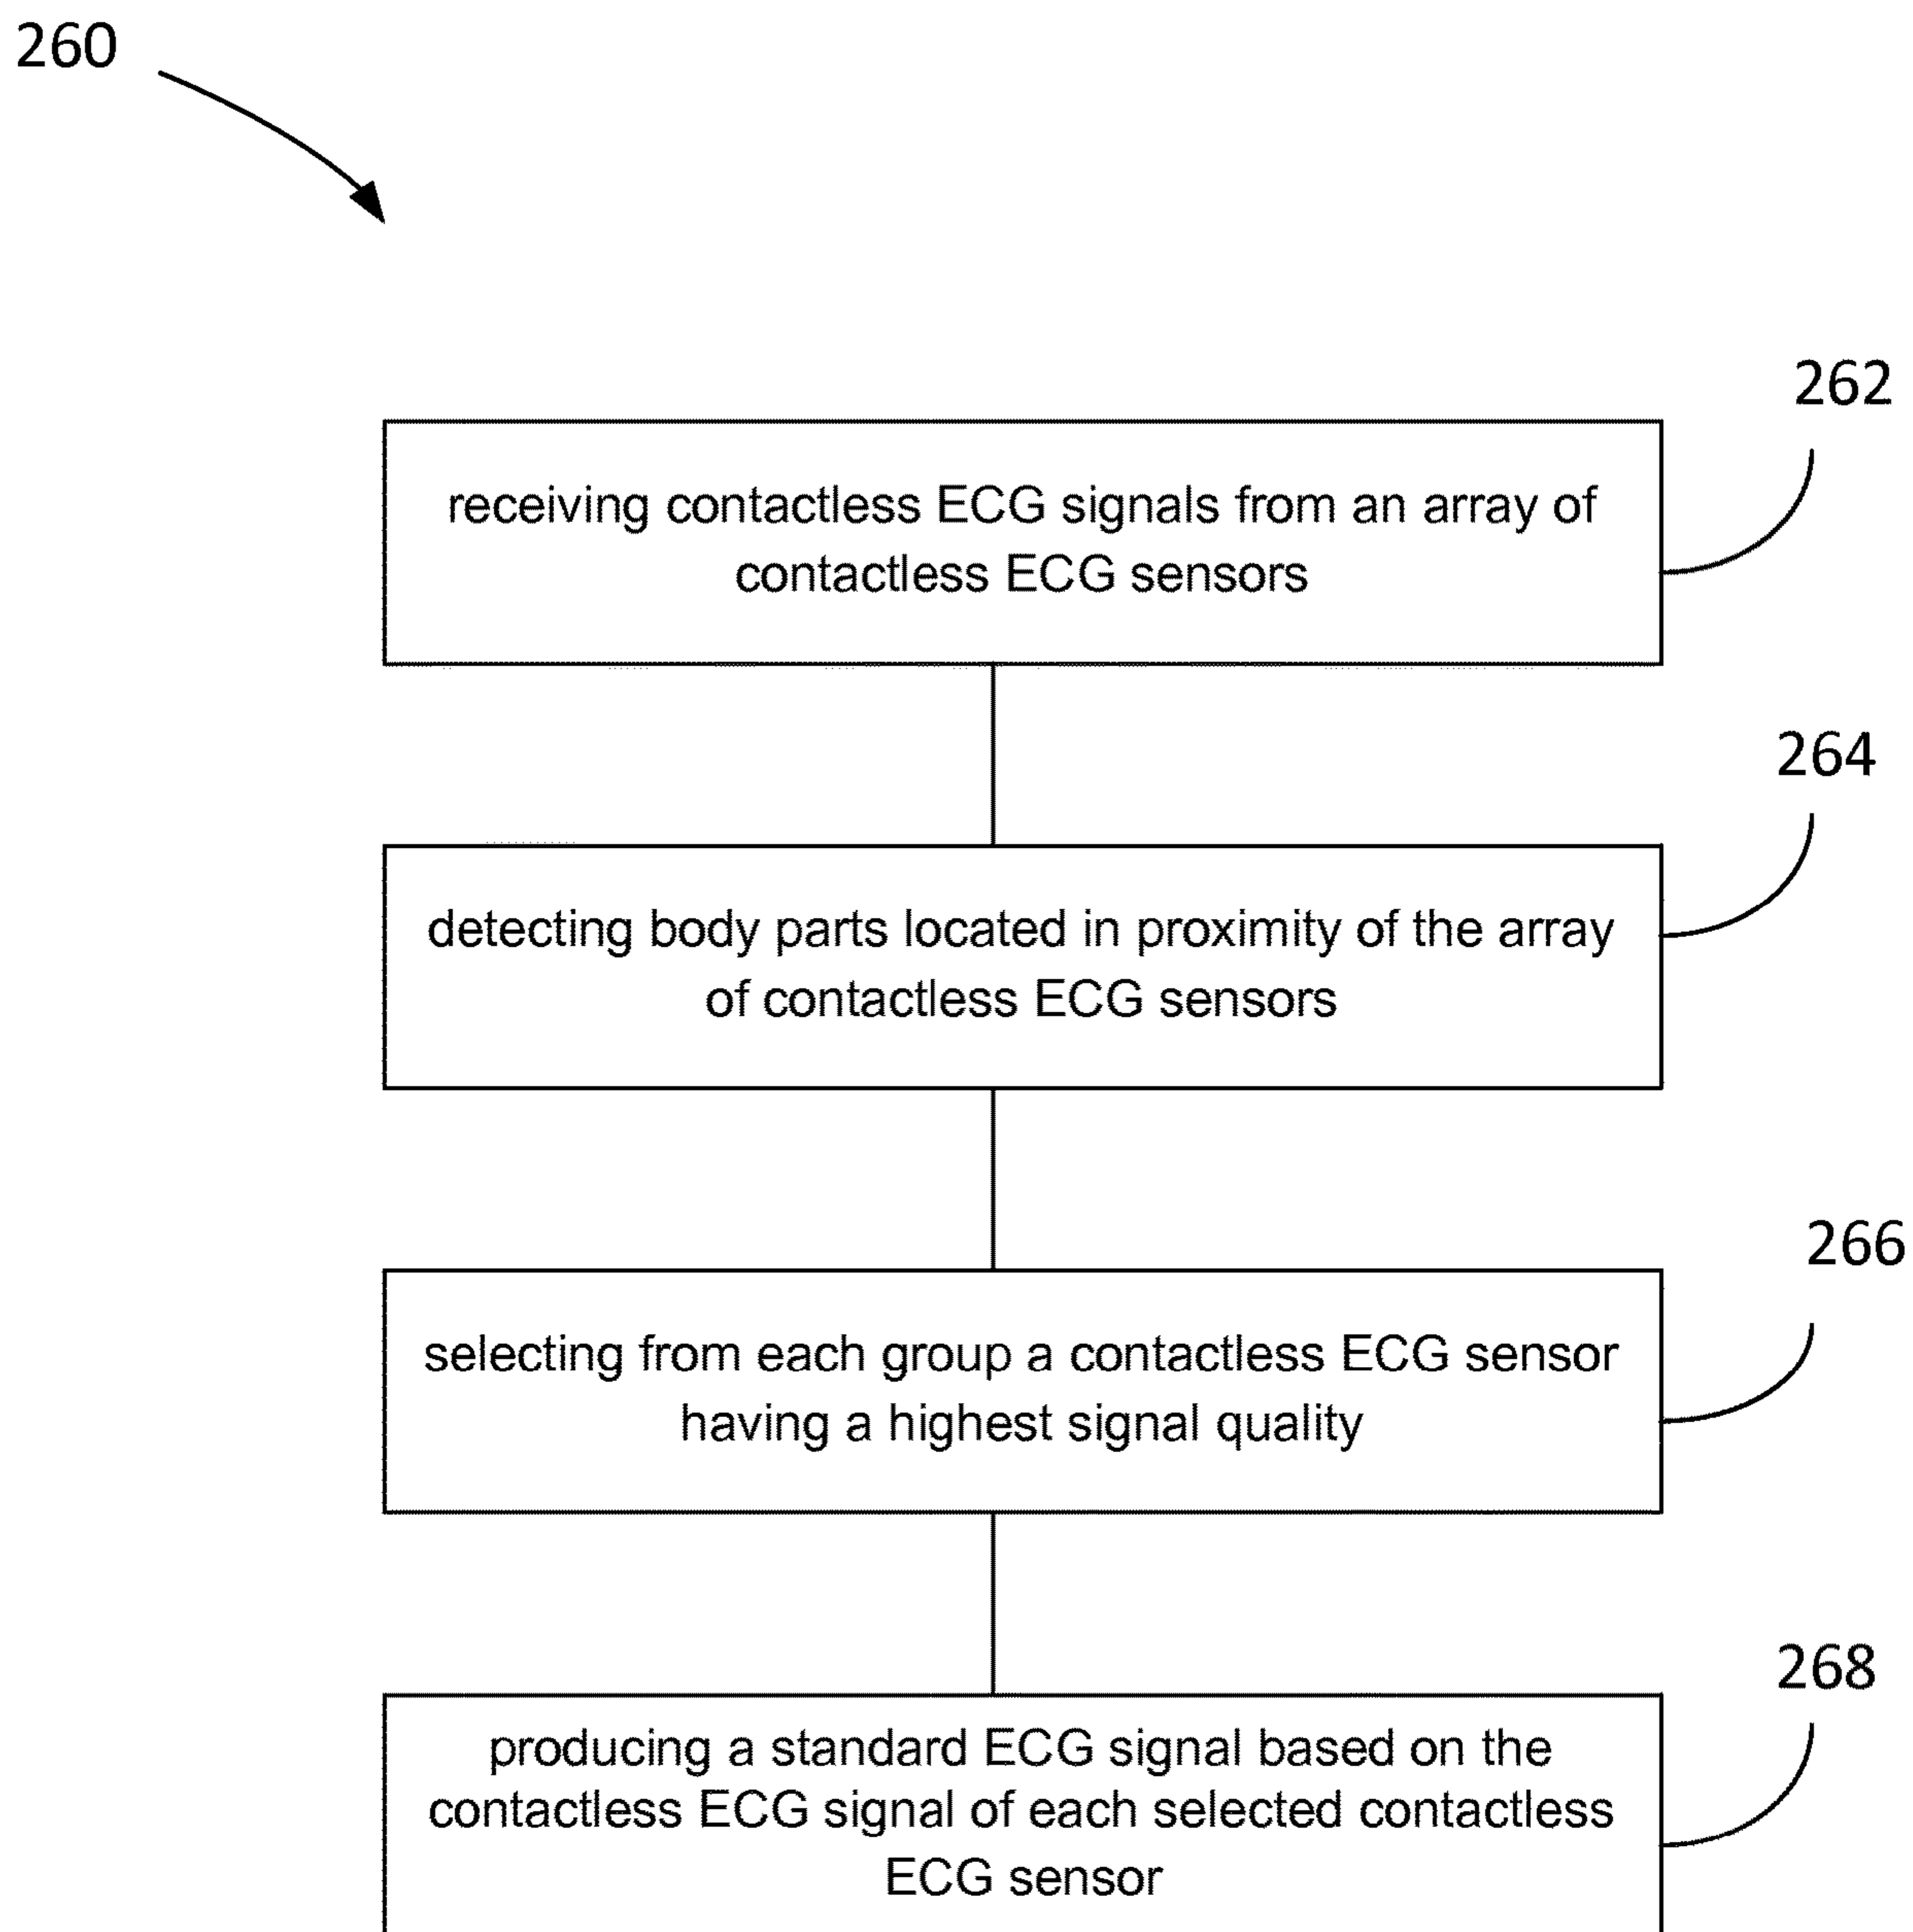 260
262
receiving contactless ECG signals from an array of
contactless ECG sensors
264
detecting body parts located in proximity of the array
of contactless ECG sensors
266
selecting from each group a contactless ECG sensor
having a highest signal quality
268
producing a standard ECG signal based on the
contactless ECG signal of each selected contactless
ECG sensor